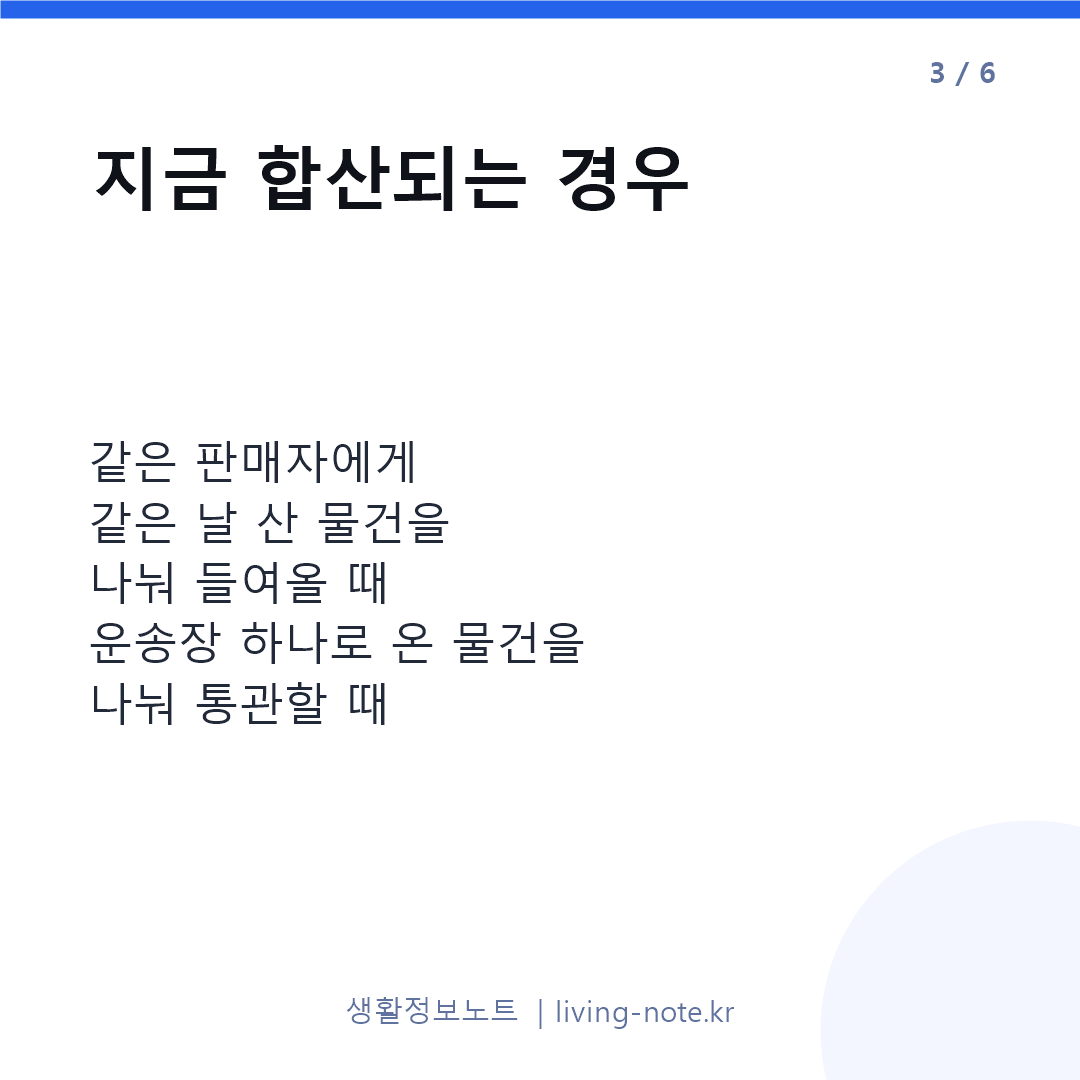 3 / 6
지금 합산되는 경우
같은 판매자에게
같은 날 산 물건을
나눠 들여올 때
운송장 하나로 온 물건을
나눠 통관할 때
생활정보노트 | living-note.kr